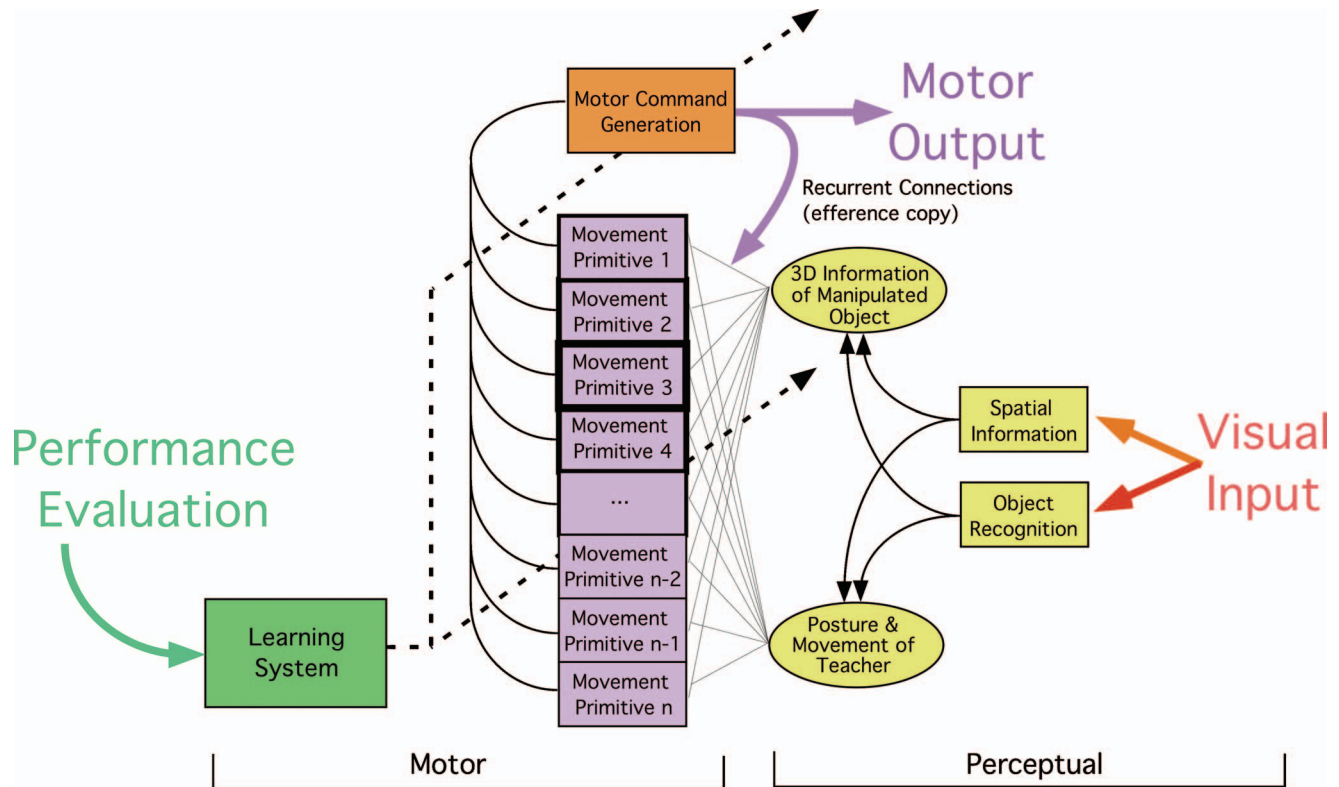 Motor Command
Generation
Motor
Output
Recurrent Connections
(efference copy)
Movement
Primitive 1
Movement
Primitive 2
Movement
Primitive 3
Movement
Primitive 4
...
Movement
Primitive n-2
Movement
Primitive n-1
Movement
Primitive n
3D Information
of Manipulated
Object
Spatial
Information
Object
Recognition
Visual
Input
Posture &
Movement of
Teacher
Performance
Evaluation
Learning
System
Motor
Perceptual